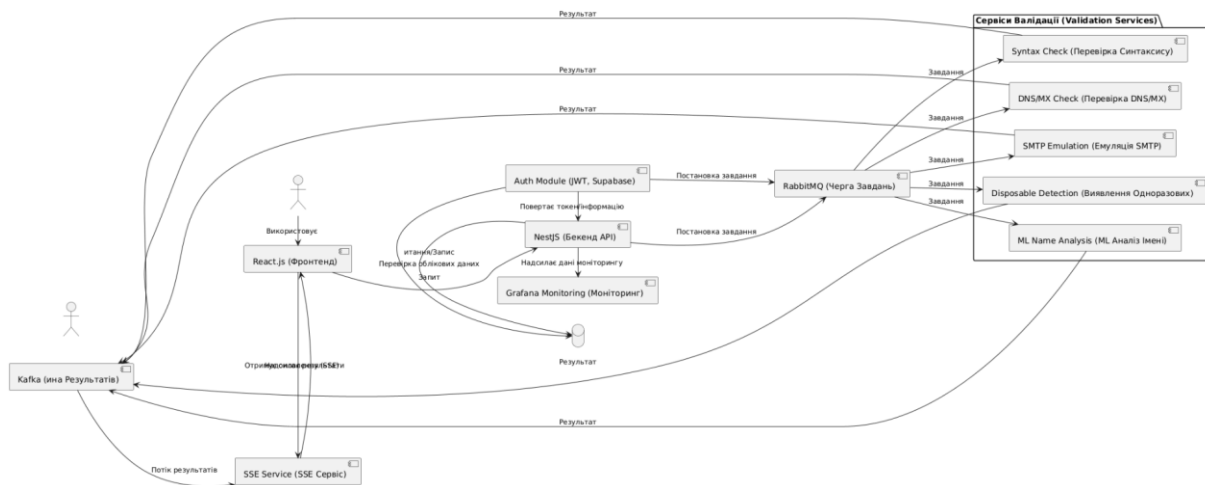 Результат
Сервіси Валідації (Validation Services)
Syntax Check (Перевірка Синтаксису)
Результат
Завдання
DNS/MX Check (Перевірка DNS/MX)
Результат
Завдання
SMTP Emulation (Емуляція SMTP)
Завдання
Auth Module (JWT, Supabase)
Постановка завдання
RabbitMQ (Черга Завдань)
Завдання
Disposable Detection (Виявлення Одноразових)
Завдання
Повертає токен/інформацію
Використовує
NestJS (Бекенд API)
Постановка завдання
ML Name Analysis (ML Аналіз Імені)
итання/Запис
React.js (Фронтенд)
Перевірка облікових даних
Надсилає дані моніторингу
Запит
Grafana Monitoring (Моніторинг)
Результат
Kafka (ина Результатів)
Результат
Потік результатів
SSE Service (SSE Сервіс)